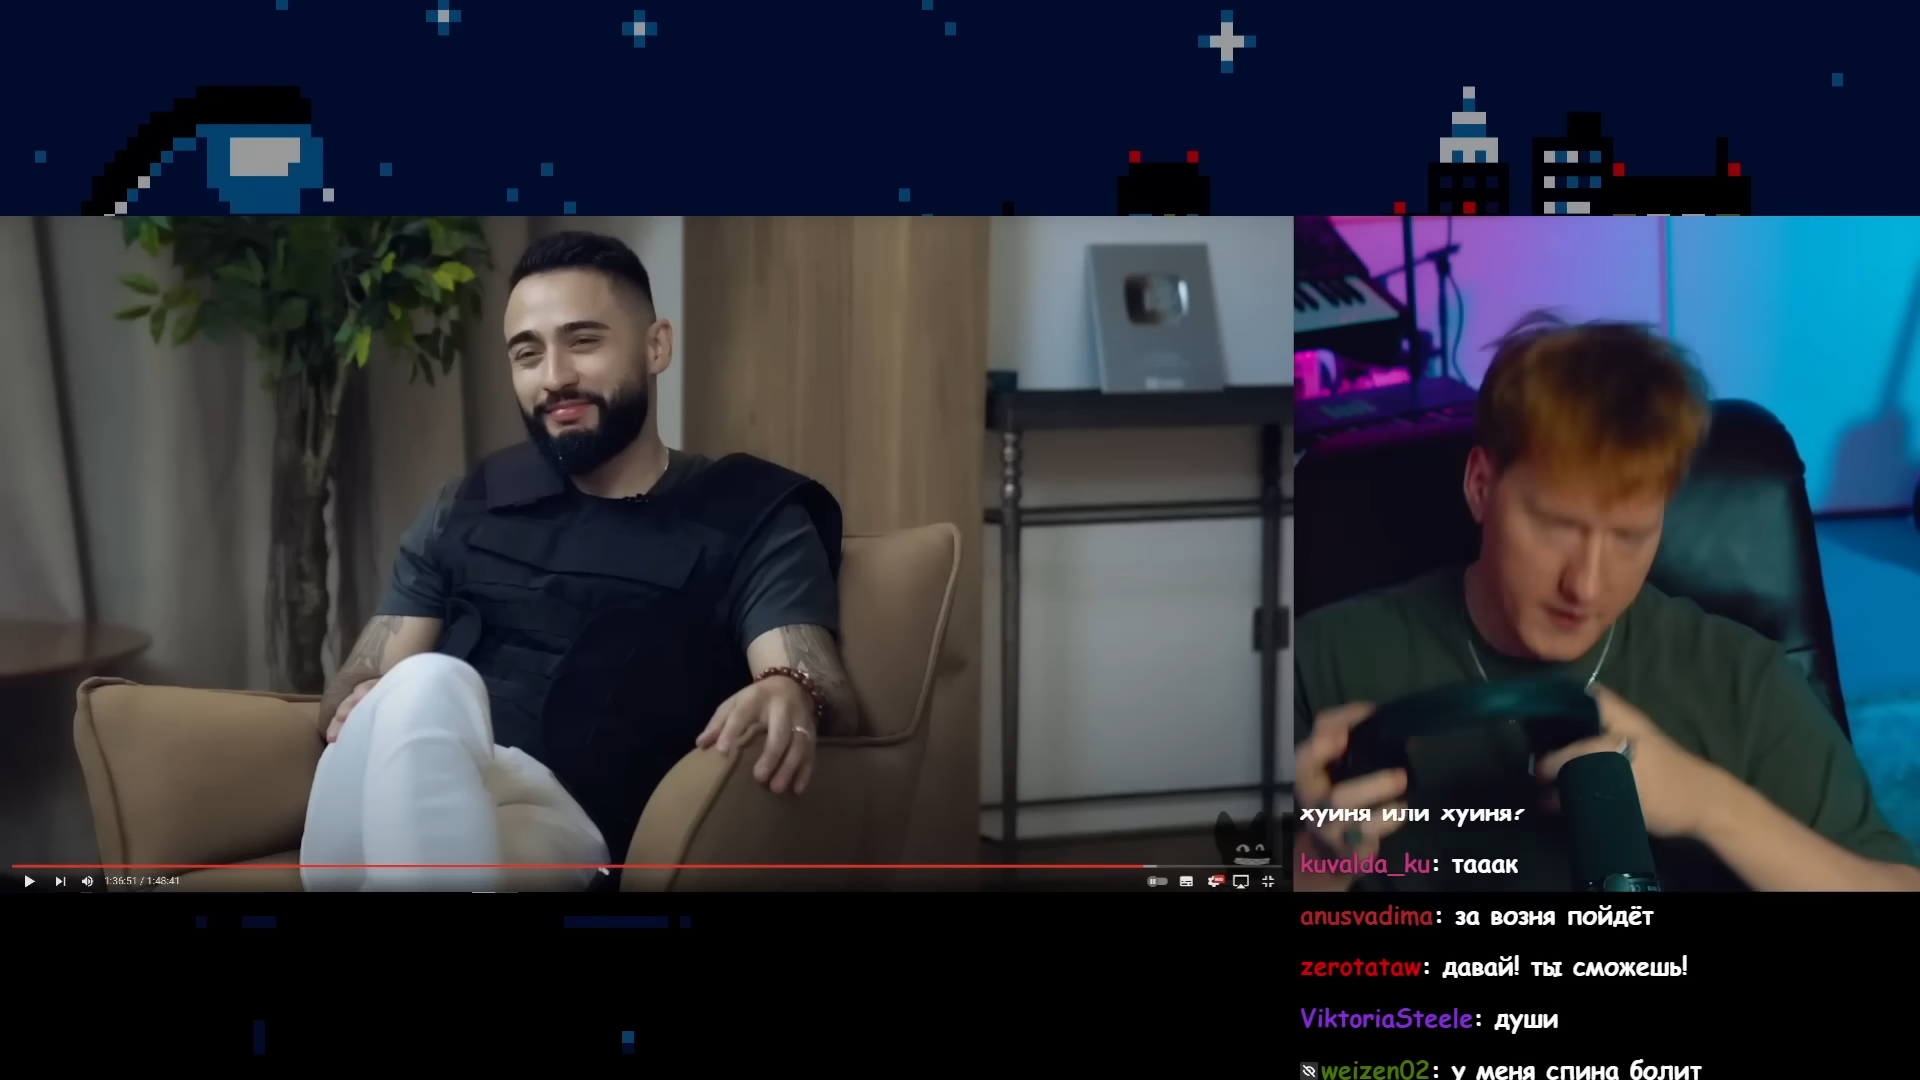 1:36:51 / 1:48:41
хуйня или хуйня?
kuvalda_ku: тааак
anusvadima: за возня пойдёт
zerotataw: давай! ты сможешь!
ViktoriaSteele: души
weizen02: у меня спина болит